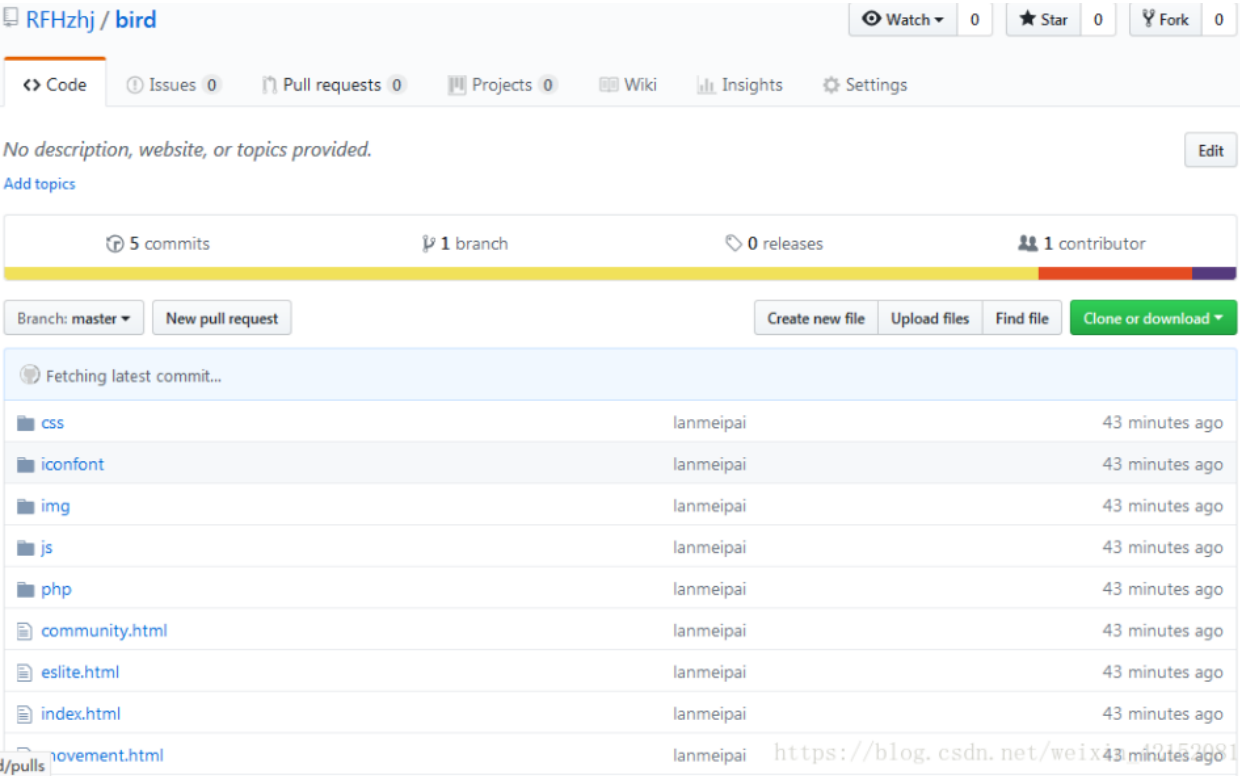 RFHzhj / bird
Watch 0 Star 0 Fork 0
Code Issues 0 Pull requests 0 Projects 0 Wiki Insights Settings
No description, website, or topics provided.
Edit
Add topics
5 commits 1 branch 0 releases 1 contributor
Branch: master New pull request Create new file Upload files Find file Clone or download
Fetching latest commit...
css lanmeipai 43 minutes ago
iconfont lanmeipai 43 minutes ago
img lanmeipai 43 minutes ago
js lanmeipai 43 minutes ago
php lanmeipai 43 minutes ago
community.html lanmeipai 43 minutes ago
eslite.html lanmeipai 43 minutes ago
index.html lanmeipai 43 minutes ago
movement.html lanmeipai 43 minutes ago
d/pulls